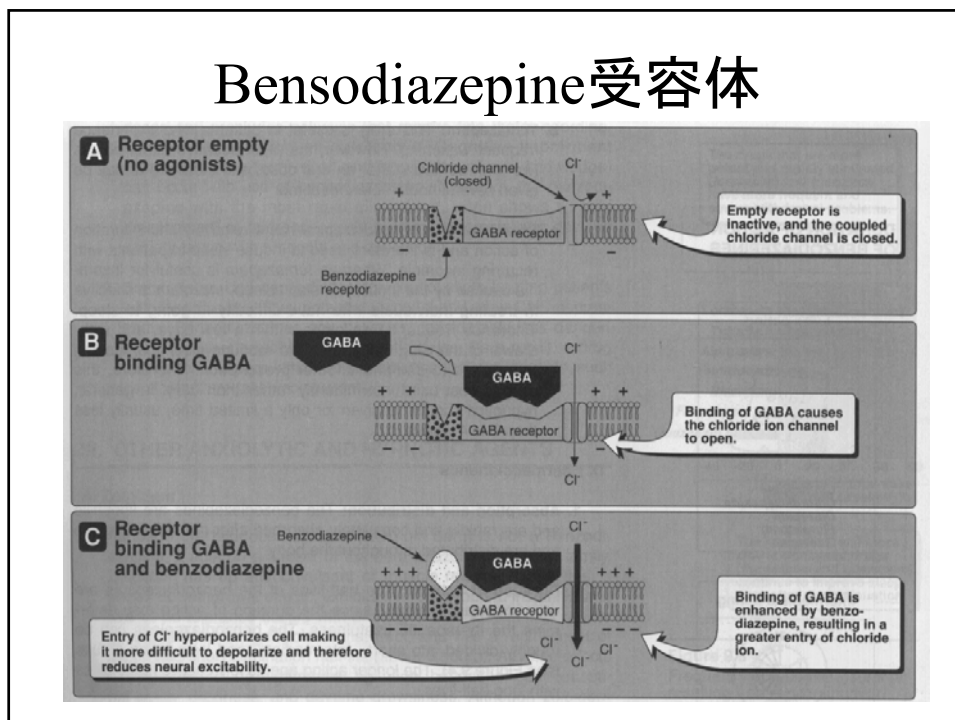 Bensodiazepine受容体
A
Receptor empty
(no agonists)
Chloride channel
(closed)
Cl⁻
+
+
GABA receptor
−
−
Benzodiazepine
receptor
Empty receptor is
inactive, and the coupled
chloride channel is closed.
B
Receptor
binding GABA
GABA
GABA
Cl⁻
+ +
+ +
GABA receptor
−
−
Cl⁻
Binding of GABA causes
the chloride ion channel
to open.
C
Receptor
binding GABA
and benzodiazepine
Benzodiazepine
GABA
Cl⁻
+ + +
+ + +
GABA receptor
− − −
− − −
Cl⁻
Cl⁻
Cl⁻
Entry of Cl⁻ hyperpolarizes cell making
it more difficult to depolarize and therefore
reduces neural excitability.
Binding of GABA is
enhanced by benzo-
diazepine, resulting in a
greater entry of chloride
ion.